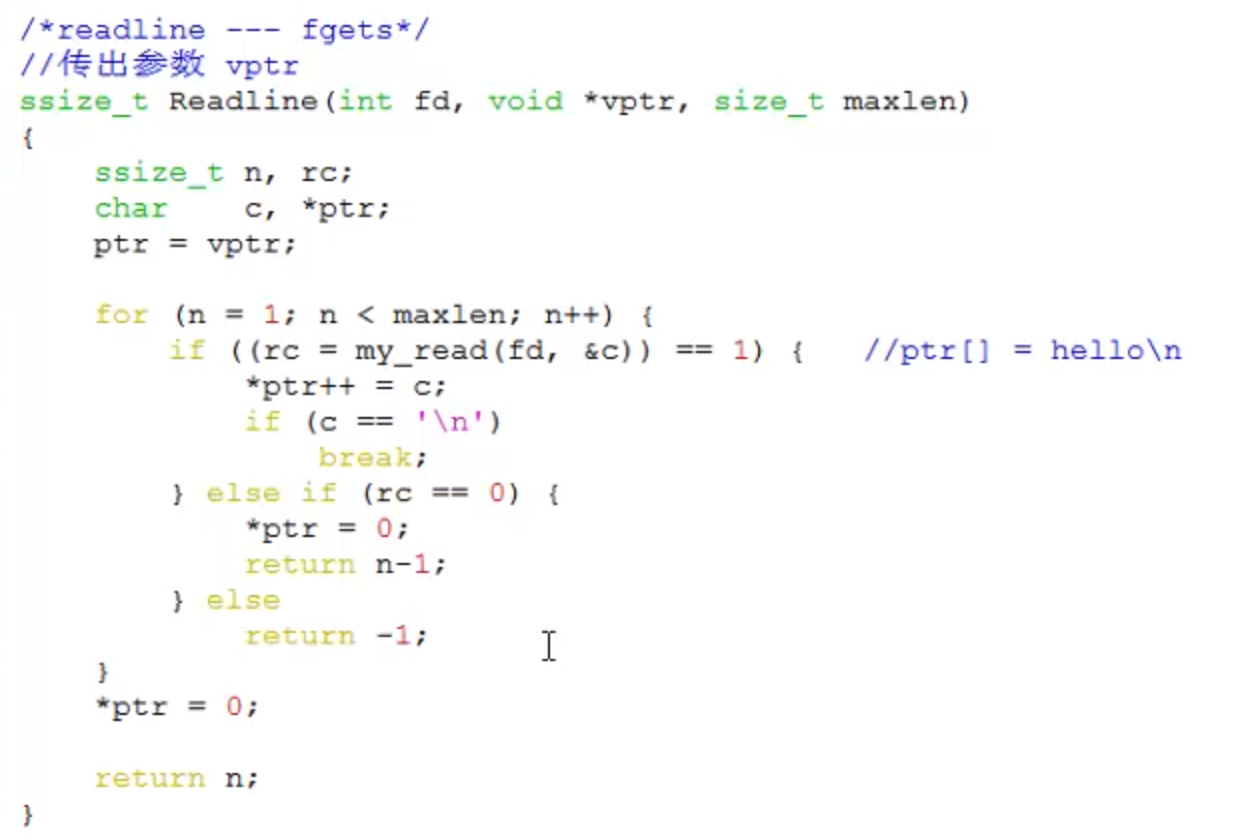 /*readline --- fgets*/
//传出参数 vptr
ssize_t Readline(int fd, void *vptr, size_t maxlen)
{
    ssize_t n, rc;
    char    c, *ptr;
    ptr = vptr;

    for (n = 1; n < maxlen; n++) {
        if ((rc = my_read(fd, &c)) == 1) {   //ptr[] = hello\n
            *ptr++ = c;
            if (c == '\n')
                break;
        } else if (rc == 0) {
            *ptr = 0;
            return n-1;
        } else
            return -1;
    }
    *ptr = 0;

    return n;
}